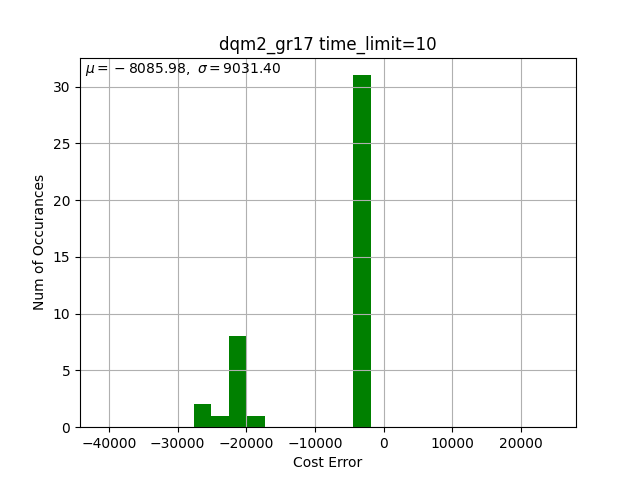 dqm2_gr17 time_limit=10
μ = −8085.98, σ = 9031.40
Num of Occurances
30
25
20
15
10
5
0
−40000 −30000 −20000 −10000 0 10000 20000
Cost Error